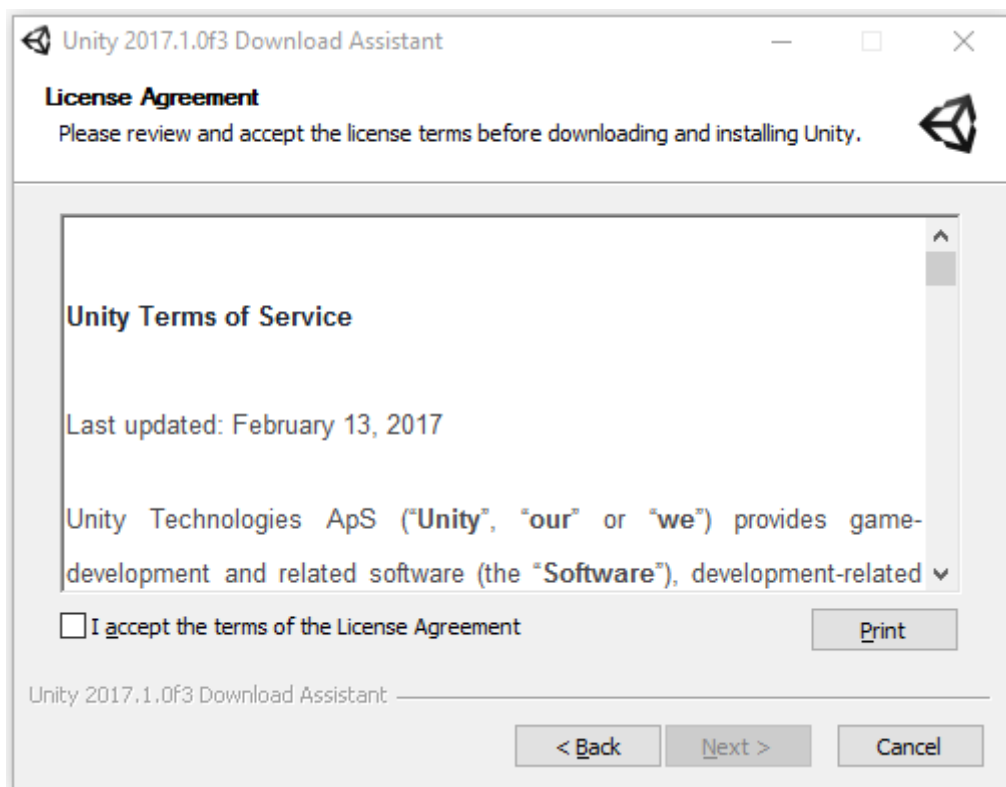 Unity 2017.1.0f3 Download Assistant
License Agreement
Please review and accept the license terms before downloading and installing Unity.
Unity Terms of Service
Last updated: February 13, 2017
Unity Technologies ApS (“Unity”, “our” or “we”) provides game-
development and related software (the “Software”), development-related
I accept the terms of the License Agreement
Print
Unity 2017.1.0f3 Download Assistant
< Back
Next >
Cancel